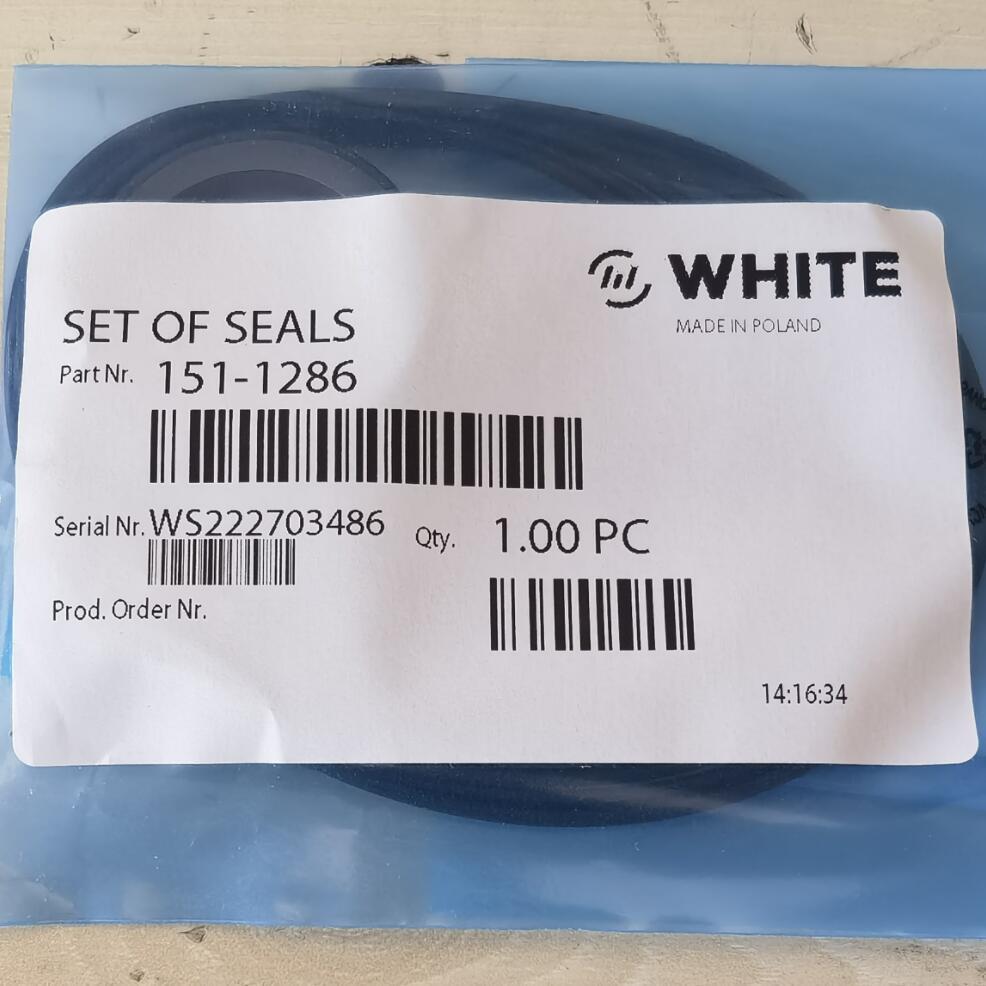 WHITE
MADE IN POLAND
SET OF SEALS
Part Nr. 151-1286
Serial Nr. WS222703486 Qty. 1.00 PC
Prod. Order Nr.
14:16:34